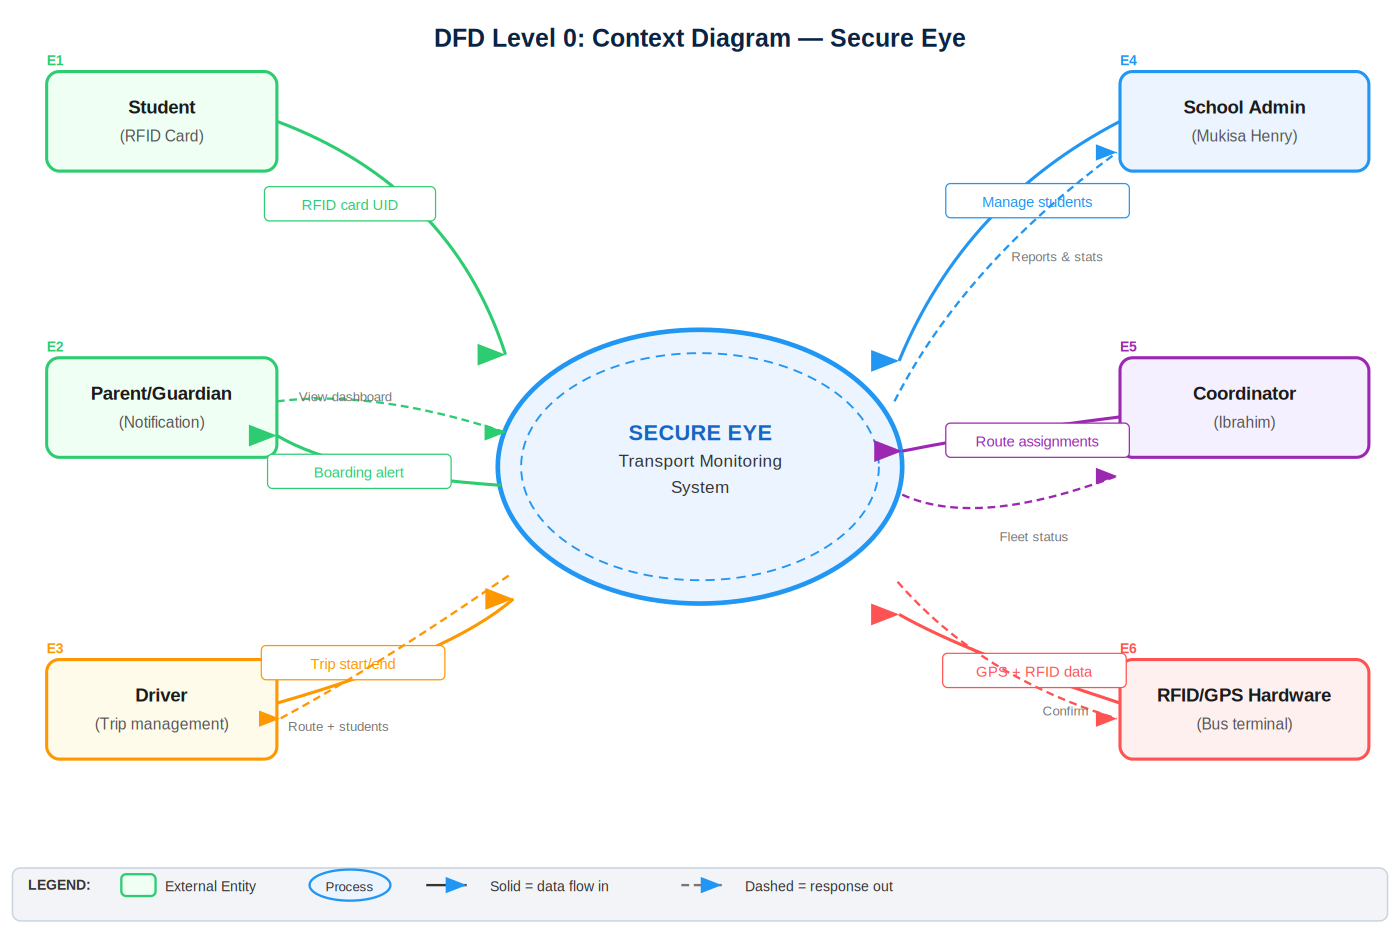 DFD Level 0: Context Diagram — Secure Eye
E1
Student
(RFID Card)
RFID card UID
E4
School Admin
(Mukisa Henry)
Manage students
Reports & stats
E2
Parent/Guardian
(Notification)
View dashboard
Boarding alert
SECURE EYE
Transport Monitoring
System
E5
Coordinator
(Ibrahim)
Route assignments
Fleet status
E3
Driver
(Trip management)
Trip start/end
Route + students
E6
RFID/GPS Hardware
(Bus terminal)
GPS + RFID data
Confirm
LEGEND:
External Entity
Process
Solid = data flow in
Dashed = response out